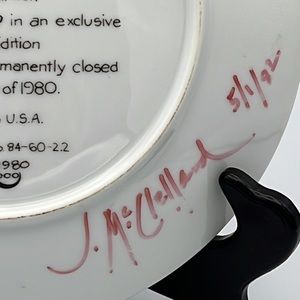 in an exclusive
dition
manently closed
of 1980.
U.S.A.
84-60-2.2
1980
5/1/92
J. McClelland